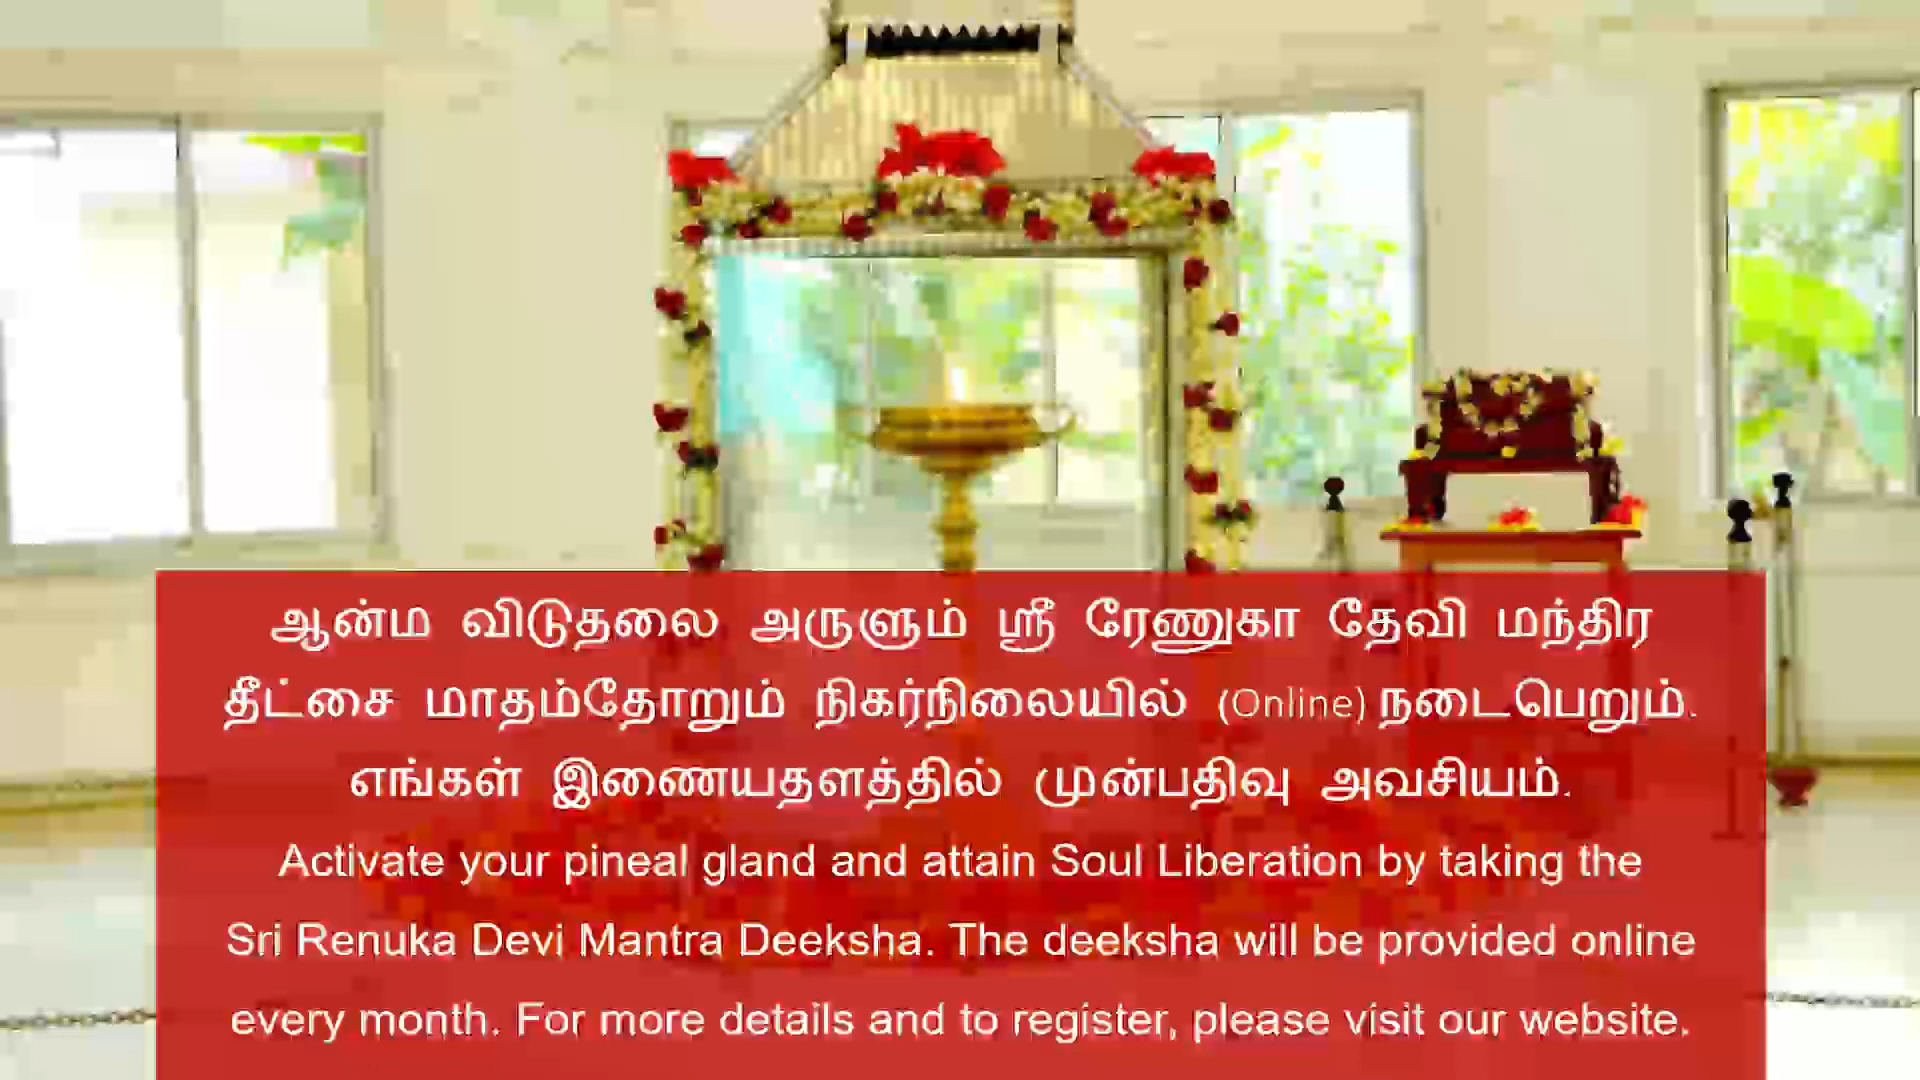 ஆன்ம விடுதலை அருளும் ஸ்ரீ ரேணுகா தேவி மந்திர
தீட்சை மாதம்தோறும் நிகர்நிலையில் (Online) நடைபெறும்.
எங்கள் இணையதளத்தில் முன்பதிவு அவசியம்.
Activate your pineal gland and attain Soul Liberation by taking the
Sri Renuka Devi Mantra Deeksha. The deeksha will be provided online
every month. For more details and to register, please visit our website.